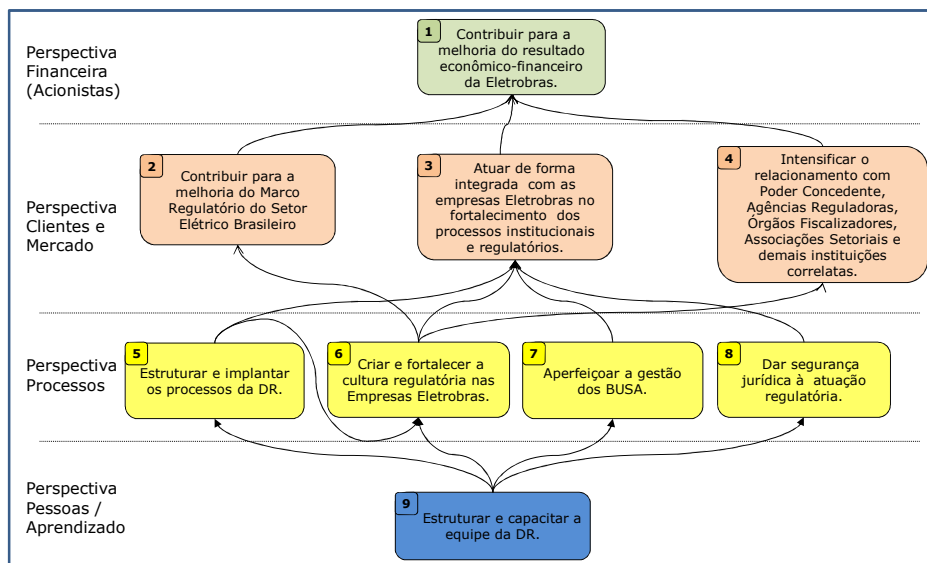 Perspectiva
Financeira
(Acionistas)
1
Contribuir para a
melhoria do resultado
econômico-financeiro
da Eletrobras.
Perspectiva
Clientes e
Mercado
2
Contribuir para a
melhoria do Marco
Regulatório do Setor
Elétrico Brasileiro
3
Atuar de forma
integrada com as
empresas Eletrobras no
fortalecimento dos
processos institucionais
e regulatórios.
4
Intensificar o
relacionamento com
Poder Concedente,
Agências Reguladoras,
Órgãos Fiscalizadores,
Associações Setoriais e
demais instituições
correlatas.
Perspectiva
Processos
5
Estruturar e implantar
os processos da DR.
6
Criar e fortalecer a
cultura regulatória nas
Empresas Eletrobras.
7
Aperfeiçoar a gestão
dos BUSA.
8
Dar segurança
jurídica à atuação
regulatória.
Perspectiva
Pessoas /
Aprendizado
9
Estruturar e capacitar a
equipe da DR.